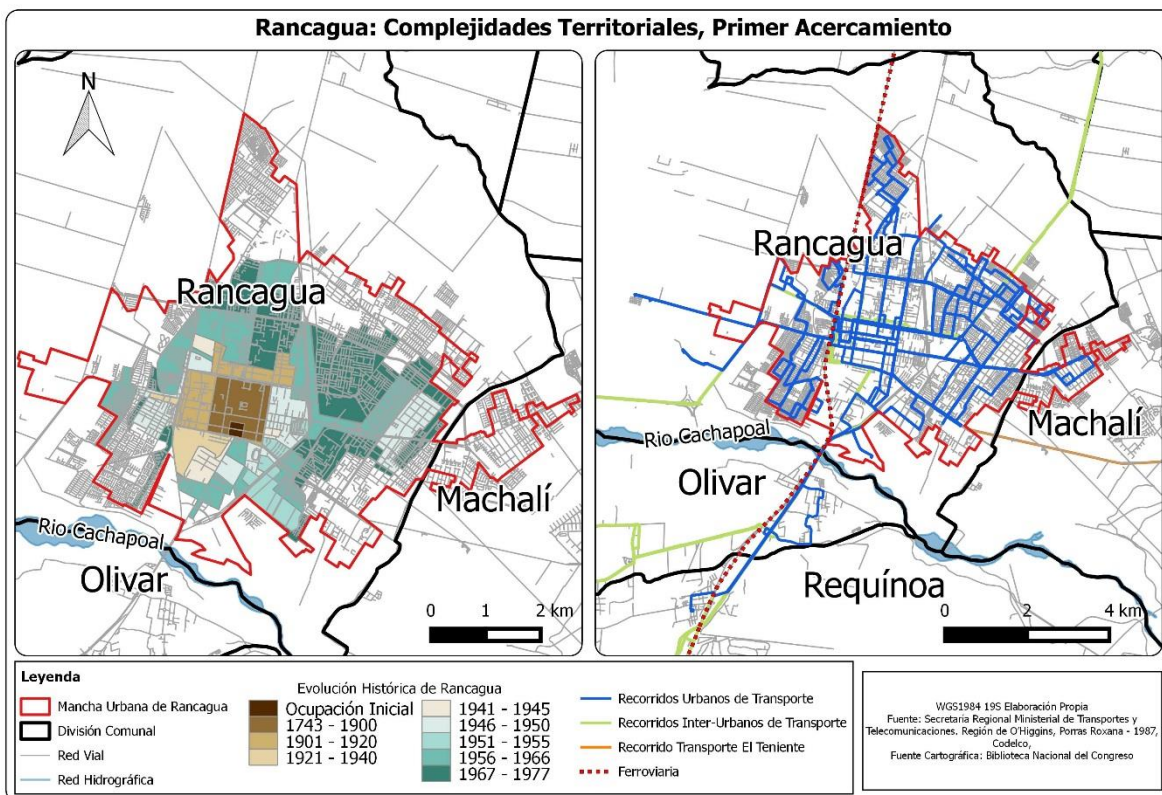 Rancagua: Complejidades Territoriales, Primer Acercamiento
N
Rancagua
Machalí
Rio Cachapoal
Olivar
0 1 2 km
Rancagua
Machalí
Rio Cachapoal
Olivar
Requínoa
0 2 4 km
Leyenda
Mancha Urbana de Rancagua
División Comunal
Red Vial
Red Hidrográfica
Evolución Histórica de Rancagua
Ocupación Inicial
1743 - 1900
1901 - 1920
1921 - 1940
1941 - 1945
1946 - 1950
1951 - 1955
1956 - 1966
1967 - 1977
Recorridos Urbanos de Transporte
Recorridos Inter-Urbanos de Transporte
Recorrido Transporte El Teniente
Ferroviaria
WGS1984 19S Elaboración Propia
Fuente: Secretaria Regional Ministerial de Transportes y
Telecomunicaciones. Región de O'Higgins, Porras Roxana - 1987,
Codelco,
Fuente Cartográfica: Biblioteca Nacional del Congreso